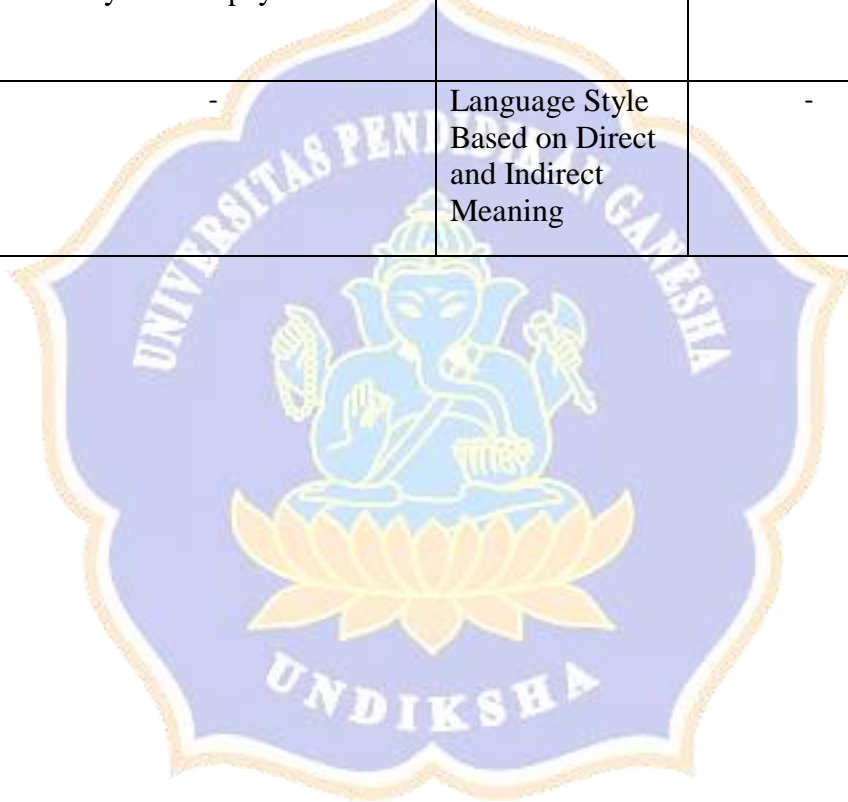 -
Language Style
Based on Direct
and Indirect
Meaning
-
UNIVERSITAS PENDIDIKAN GANESHA
UNDIKSHA